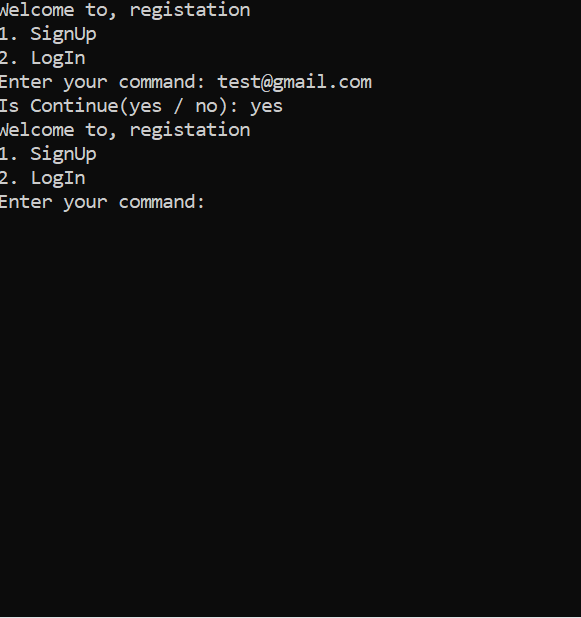 Welcome to, registation
1. SignUp
2. LogIn
Enter your command: test@gmail.com
Is Continue(yes / no): yes
Welcome to, registation
1. SignUp
2. LogIn
Enter your command: